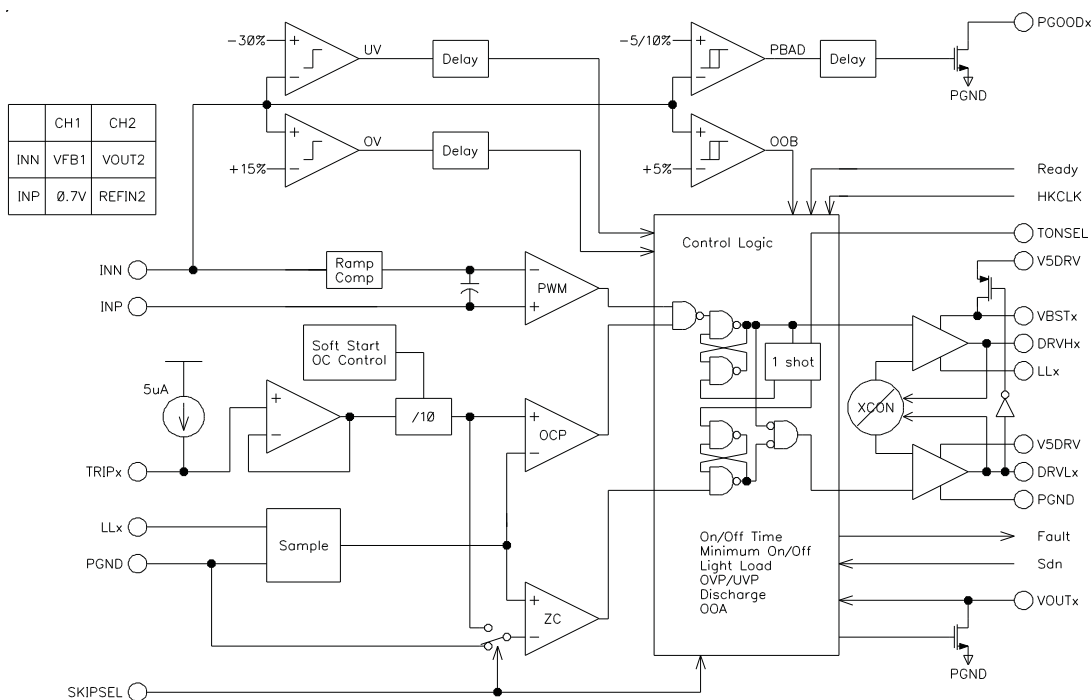 PGOODx
-30%
+
-
UV
Delay
-5/10%
+
-
PBAD
Delay
PGND
CH1 CH2
INN VFB1 VOUT2
INP 0.7V REFIN2
+
-
+15%
OV
Delay
+
-
+5%
OOB
Ready
HKCLK
Control Logic
TONSEL
INN
Ramp
Comp
-
+
PWM
V5DRV
INP
VBSTx
Soft Start
OC Control
1 shot
DRVHx
LLx
5uA
+
-
/10
+
-
OCP
XCON
V5DRV
TRIPx
DRVLx
PGND
LLx
Sample
PGND
On/Off Time
Minimum On/Off
Light Load
OVP/UVP
Discharge
OOA
Fault
Sdn
+
-
ZC
VOUTx
PGND
SKIPSEL